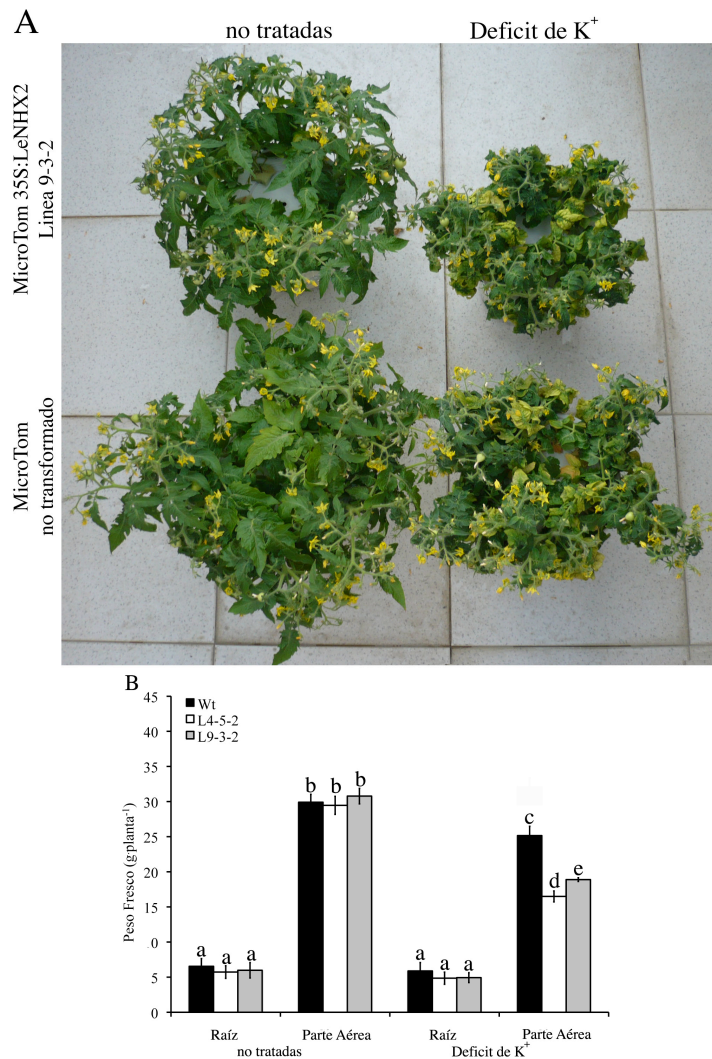 A
no tratadas
Deficit de K⁺
MicroTom 35S:LeNHX2
Linea 9-3-2
MicroTom
no transformado
B
Wt
L4-5-2
L9-3-2
Peso Fresco (g·planta⁻¹)
45
40
35
30
20
15
.0
5
0
a a a
b b b
a a a
c d e
Raíz
Parte Aérea
Raíz
Parte Aérea
no tratadas
Deficit de K⁺